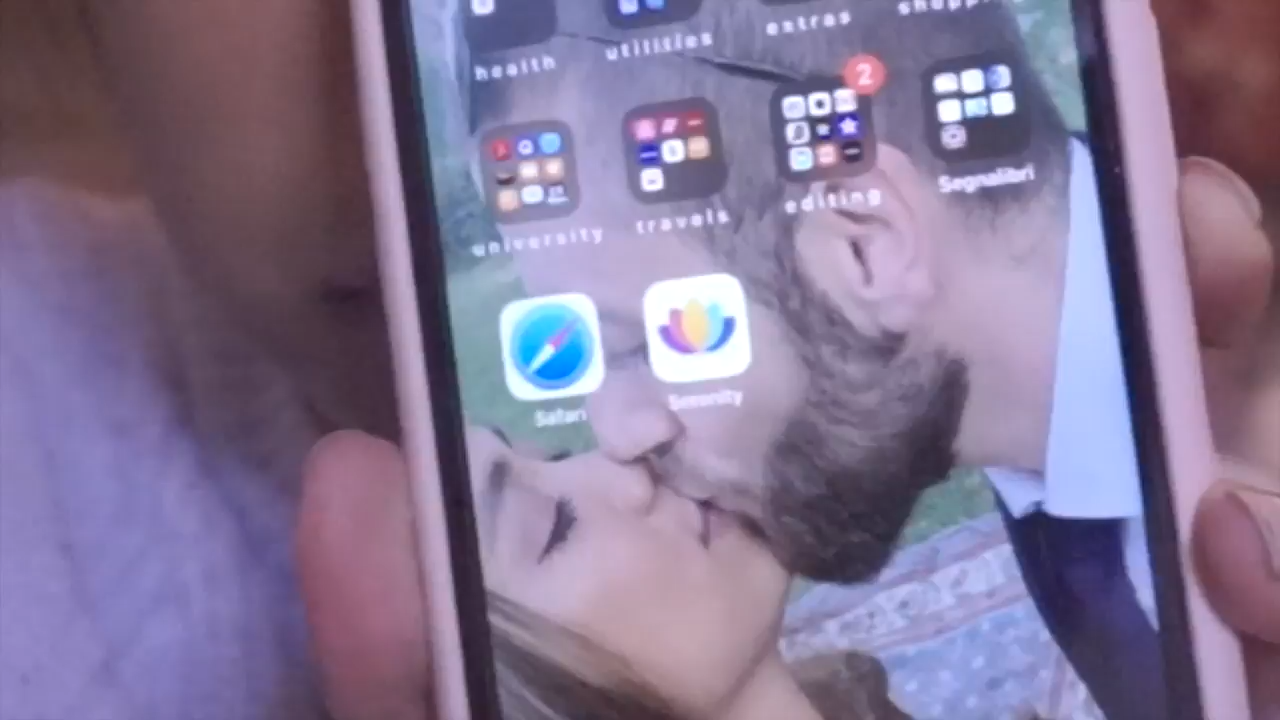 health utilities extras
2
university travels editing Segnalibri
Safari Serenity